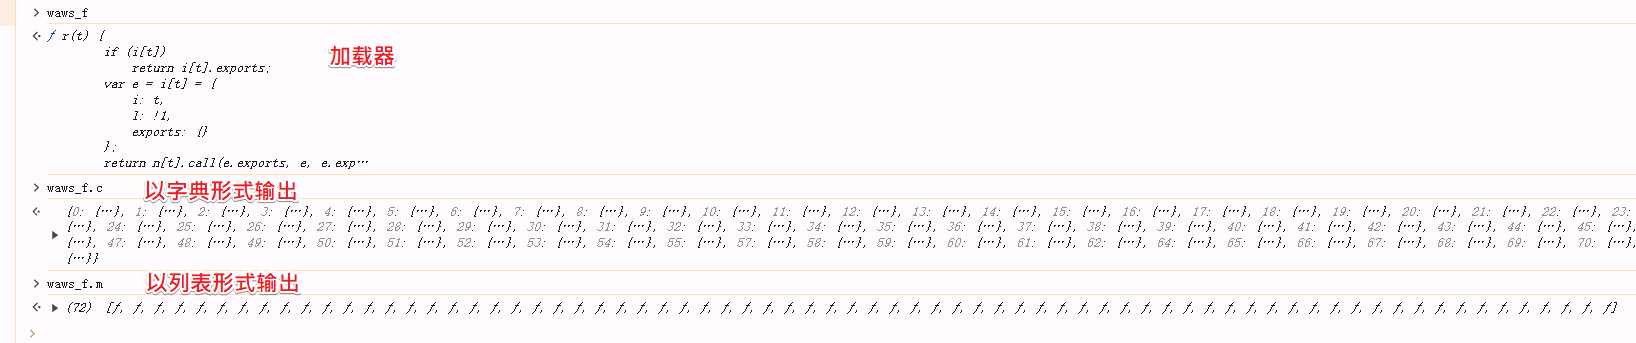 waws_f
f r(t) {
if (i[t])
return i[t].exports;
var e = i[t] = {
i: t,
l: !1,
exports: {}
};
return n[t].call(e.exports, e, e.exp…
加载器
waws_f.c
以字典形式输出
{0: {…}, 1: {…}, 2: {…}, 3: {…}, 4: {…}, 5: {…}, 6: {…}, 7: {…}, 8: {…}, 9: {…}, 10: {…}, 11: {…}, 12: {…}, 13: {…}, 14: {…}, 15: {…}, 16: {…}, 17: {…}, 18: {…}, 19: {…}, 20: {…}, 21: {…}, 22: {…}, 23:
{…}, 24: {…}, 25: {…}, 26: {…}, 27: {…}, 28: {…}, 29: {…}, 30: {…}, 31: {…}, 32: {…}, 33: {…}, 34: {…}, 35: {…}, 36: {…}, 37: {…}, 38: {…}, 39: {…}, 40: {…}, 41: {…}, 42: {…}, 43: {…}, 44: {…}, 45: {…},
{…}, 47: {…}, 48: {…}, 49: {…}, 50: {…}, 51: {…}, 52: {…}, 53: {…}, 54: {…}, 55: {…}, 57: {…}, 58: {…}, 59: {…}, 60: {…}, 61: {…}, 62: {…}, 64: {…}, 65: {…}, 66: {…}, 67: {…}, 68: {…}, 69: {…}, 70: {…},
{…}}
waws_f.m
以列表形式输出
(72) [f, f, f, f, f, f, f, f, f, f, f, f, f, f, f, f, f, f, f, f, f, f, f, f, f, f, f, f, f, f, f, f, f, f, f, f, f, f, f, f, f, f, f, f, f, f, f, f, f, f, f, f, f, f, f, f, f, f, f, f, f, f, f, f, f, f, f, f, f, f, f, f]